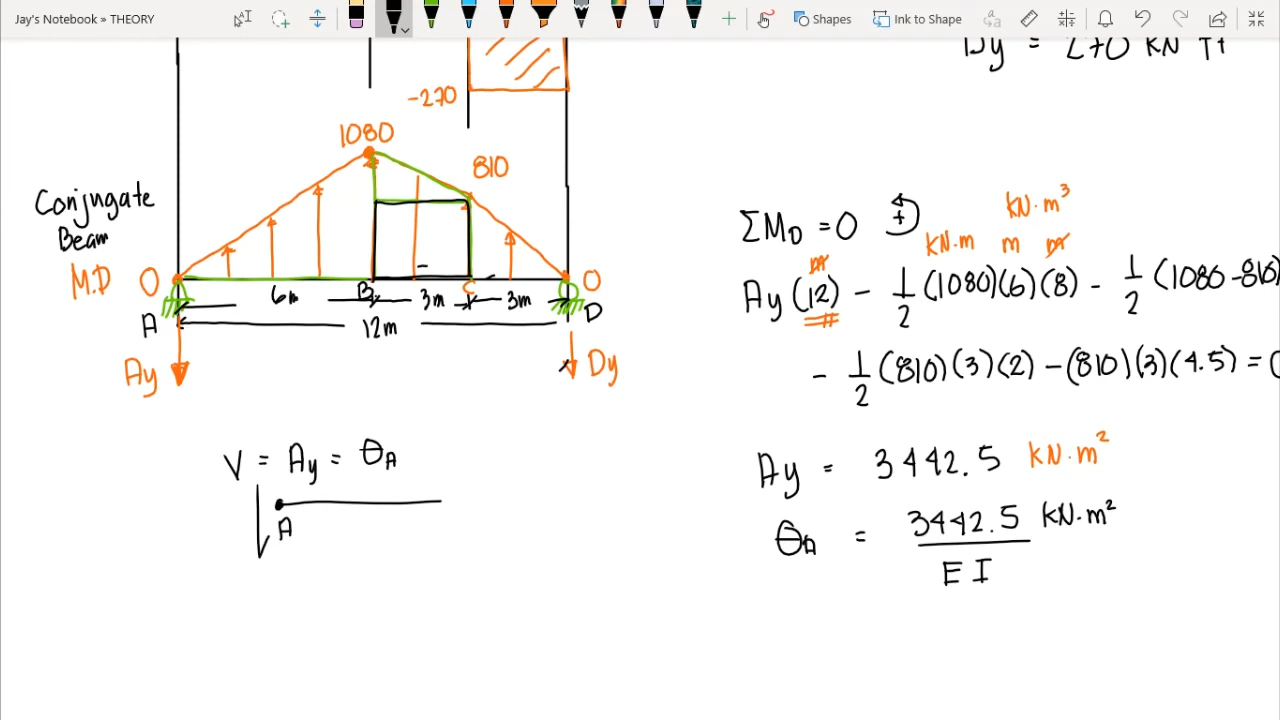 Jay's Notebook » THEORY
Shapes
Ink to Shape
Dy = 270 KN
-270
1080
810
Conjugate
Beam
M.D
0
0
B
C
6m
3m
3m
A
D
12m
Ay
Dy
V = Ay = θA
A
ΣMD = 0
KN·m³
KN·m m m
Ay (12) - 1/2 (1080)(6)(8) - 1/2 (1080-810)
- 1/2 (810)(3)(2) - (810)(3)(4.5) =
Ay = 3442.5 KN·m²
θA = 3442.5 KN·m²
EI